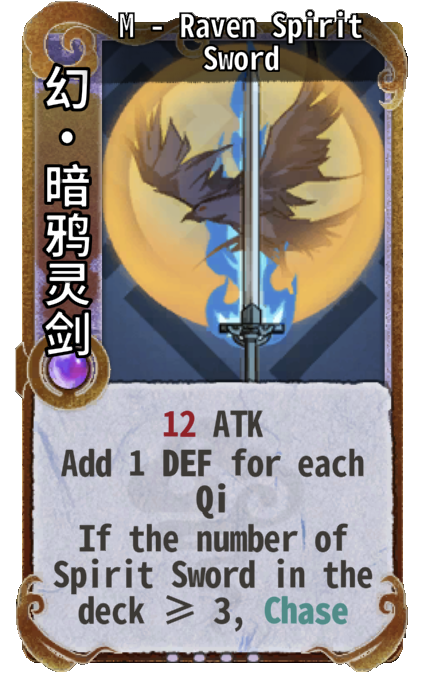 M - Raven Spirit
Sword
幻・暗鸦灵剑
12 ATK
Add 1 DEF for each
Qi
If the number of
Spirit Sword in the
deck ⩾ 3, Chase